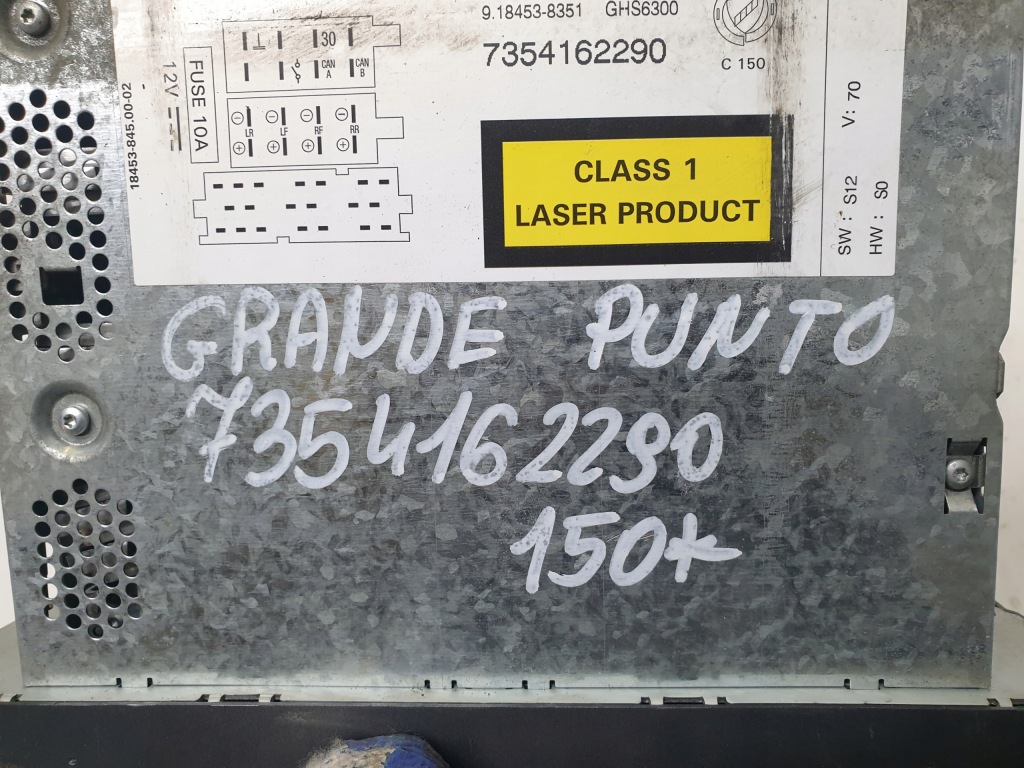 9.18453-8351 GHS6300
7354162290
C 150
30
CAN A
CAN B
LR
LF
RF
RR
FUSE 10A
12V
18453-845.00-02
CLASS 1
LASER PRODUCT
SW : S12 V: 70
HW : S0
GRANDE PUNTO
7354162290
150*